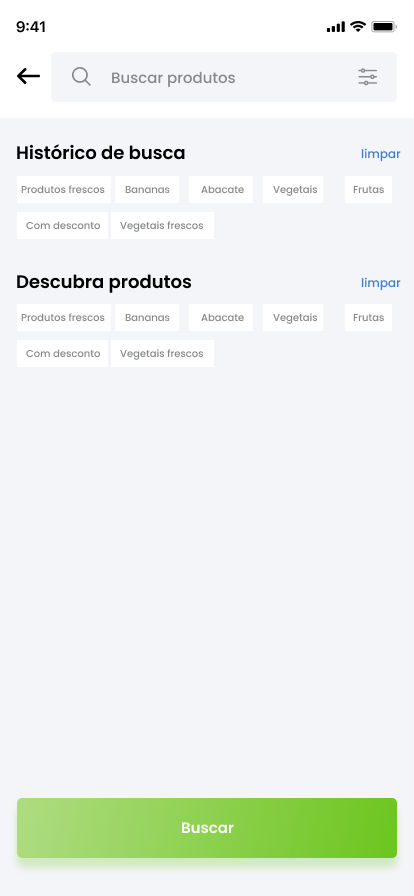 9:41
Buscar produtos
Histórico de busca limpar
Produtos frescos Bananas Abacate Vegetais Frutas
Com desconto Vegetais frescos
Descubra produtos limpar
Produtos frescos Bananas Abacate Vegetais Frutas
Com desconto Vegetais frescos
Buscar